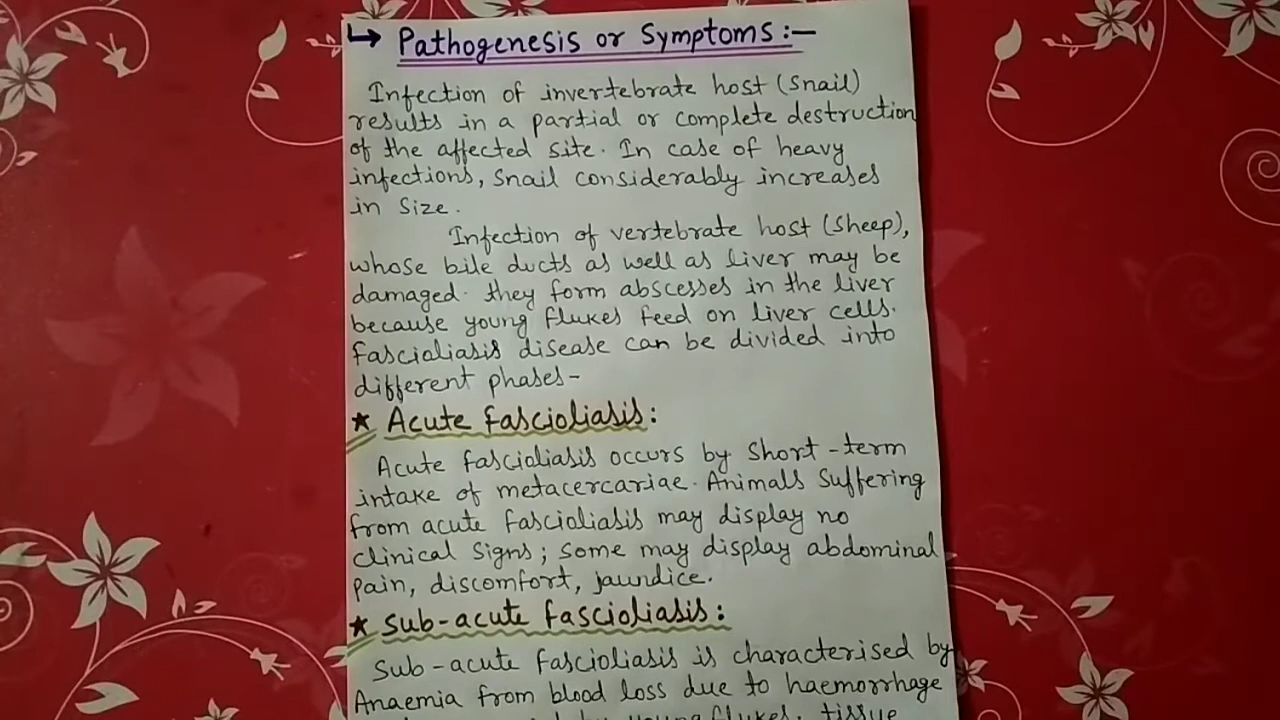 ↳ Pathogenesis or Symptoms :-
Infection of invertebrate host (snail)
results in a partial or complete destruction
of the affected site. In case of heavy
infections, snail considerably increases
in size.
Infection of vertebrate host (sheep),
whose bile ducts as well as liver may be
damaged. they form abscesses in the liver
because young flukes feed on liver cells.
fascioliasis disease can be divided into
different phases-
★ Acute fascioliasis :
Acute fascioliasis occurs by short-term
intake of metacercariae. Animals suffering
from acute fascioliasis may display no
clinical signs; some may display abdominal
pain, discomfort, jaundice.
★ Sub-acute fascioliasis :
Sub-acute fascioliasis is characterised by
Anaemia from blood loss due to haemorrhage
by young flukes, tissue